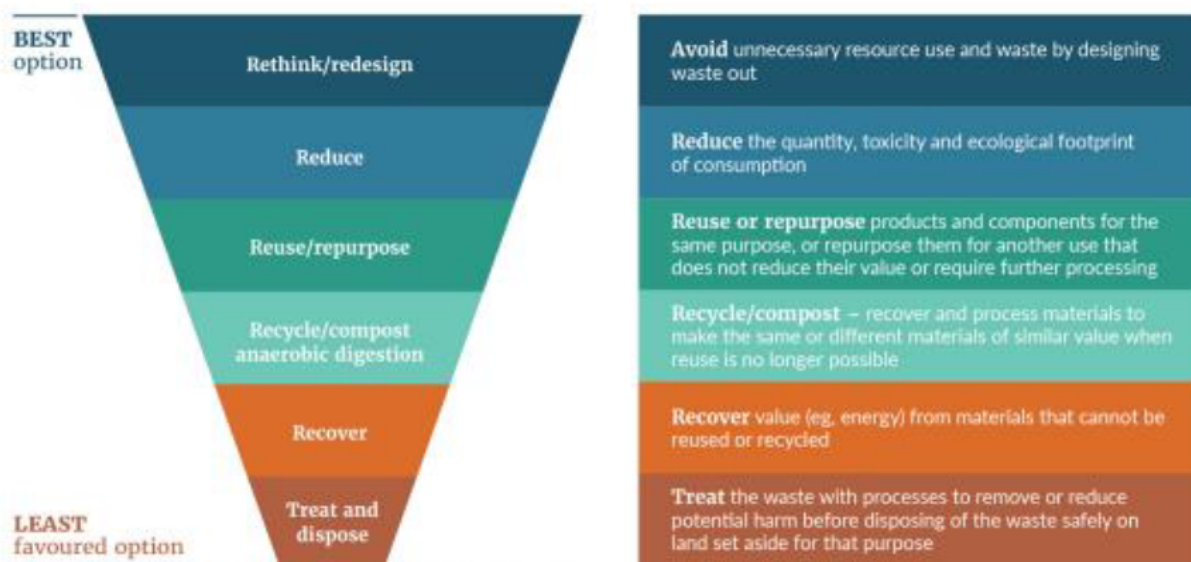 BEST
option
Rethink/redesign
Avoid unnecessary resource use and waste by designing
waste out
Reduce
Reduce the quantity, toxicity and ecological footprint
of consumption
Reuse/repurpose
Reuse or repurpose products and components for the
same purpose, or repurpose them for another use that
does not reduce their value or require further processing
Recycle/compost
anaerobic digestion
Recycle/compost – recover and process materials to
make the same or different materials of similar value when
reuse is no longer possible
Recover
Recover value (eg, energy) from materials that cannot be
reused or recycled
Treat and
dispose
Treat the waste with processes to remove or reduce
potential harm before disposing of the waste safely on
land set aside for that purpose
LEAST
favoured option